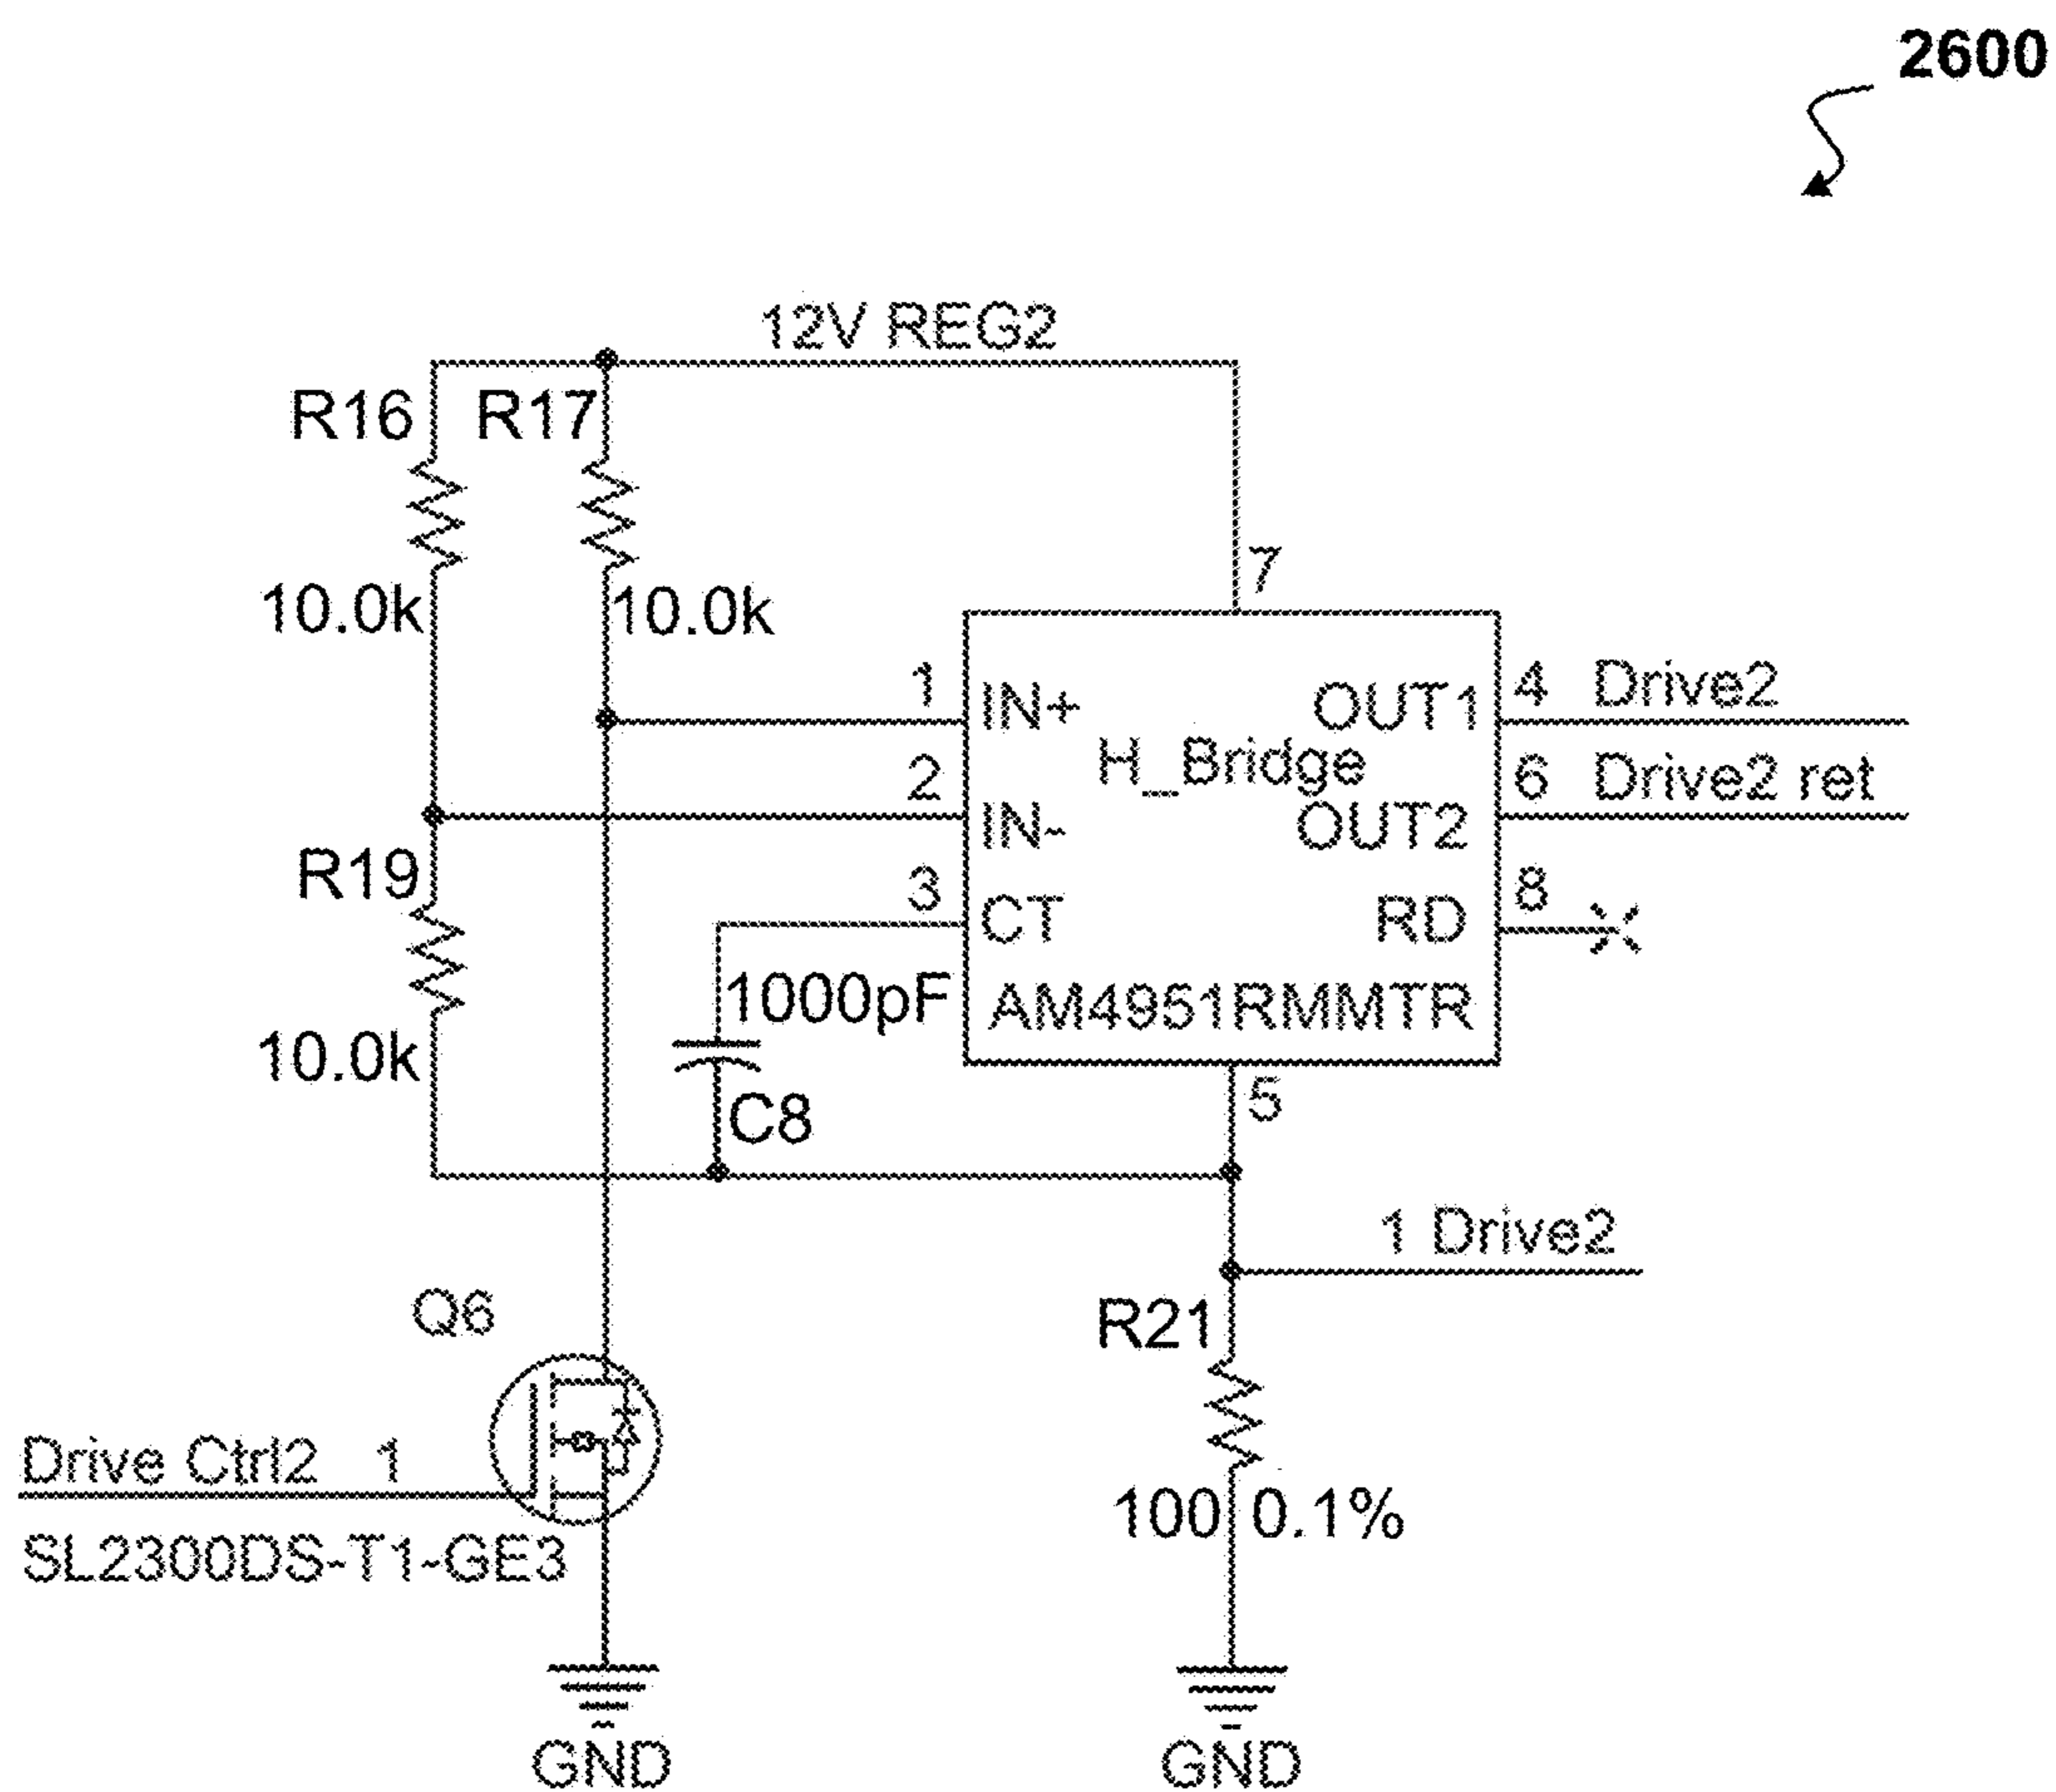 2600
12V REG2
R16
R17
10.0k
10.0k
7
1
IN+
OUT1
4
Drive2
H_Bridge
2
IN-
OUT2
6
Drive2 ret
R19
3
CT
RD
8
1000pF
AM4951RMMTR
10.0k
C8
5
1 Drive2
Q6
R21
Drive Ctrl2
1
100
0.1%
SL2300DS-T1-GE3
GND
GND